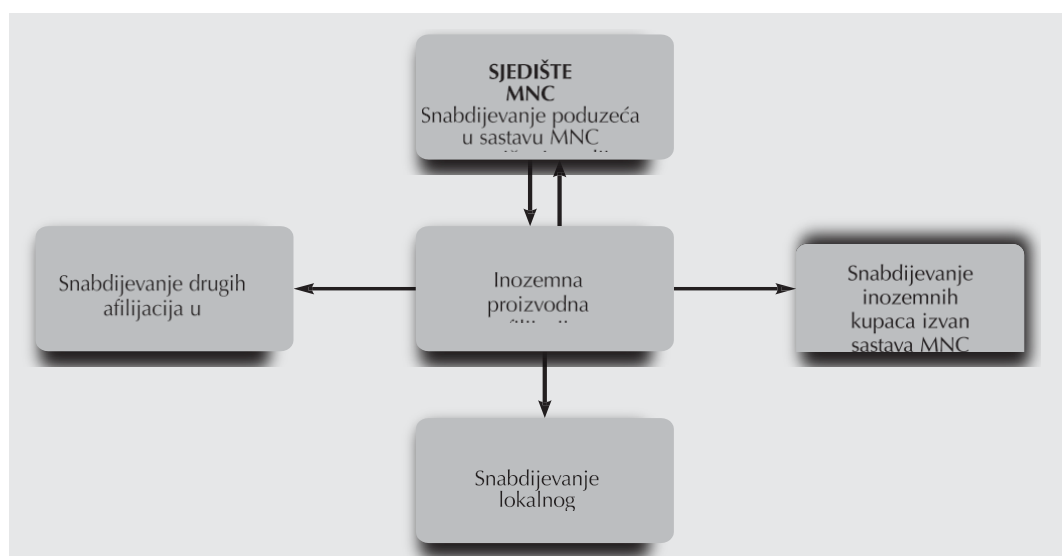 SJEDIŠTE
MNC
Snabdijevanje poduzeća
u sastavu MNC
Snabdijevanje drugih
afilijacija u
Inozemna
proizvodna
Snabdijevanje
inozemnih
kupaca izvan
sastava MNC
Snabdijevanje
lokalnog